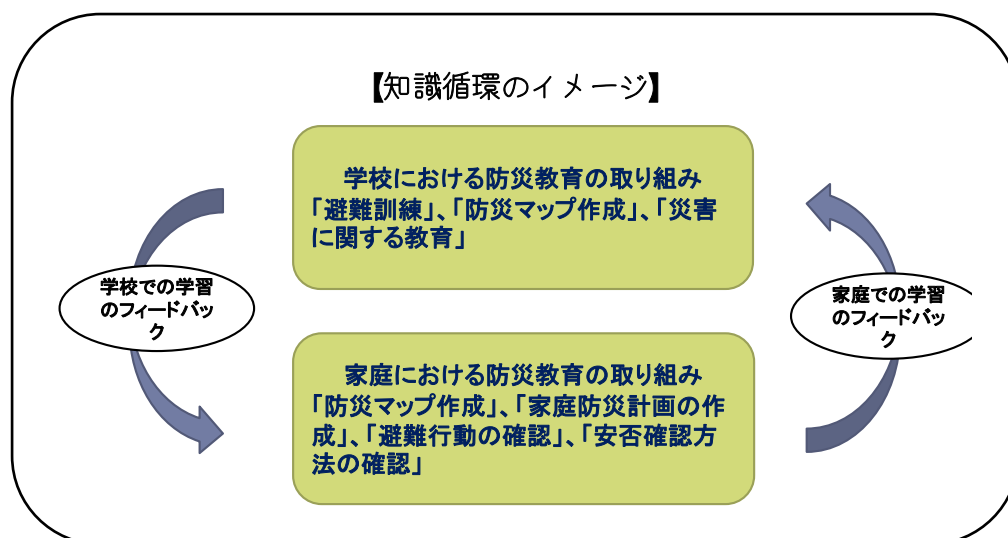 【知識循環のイメージ】
学校における防災教育の取り組み
「避難訓練」、「防災マップ作成」、「災害
に関する教育」
学校での学習
のフィードバッ
ク
家庭での学習
のフィードバッ
ク
家庭における防災教育の取り組み
「防災マップ作成」、「家庭防災計画の作
成」、「避難行動の確認」、「安否確認方
法の確認」